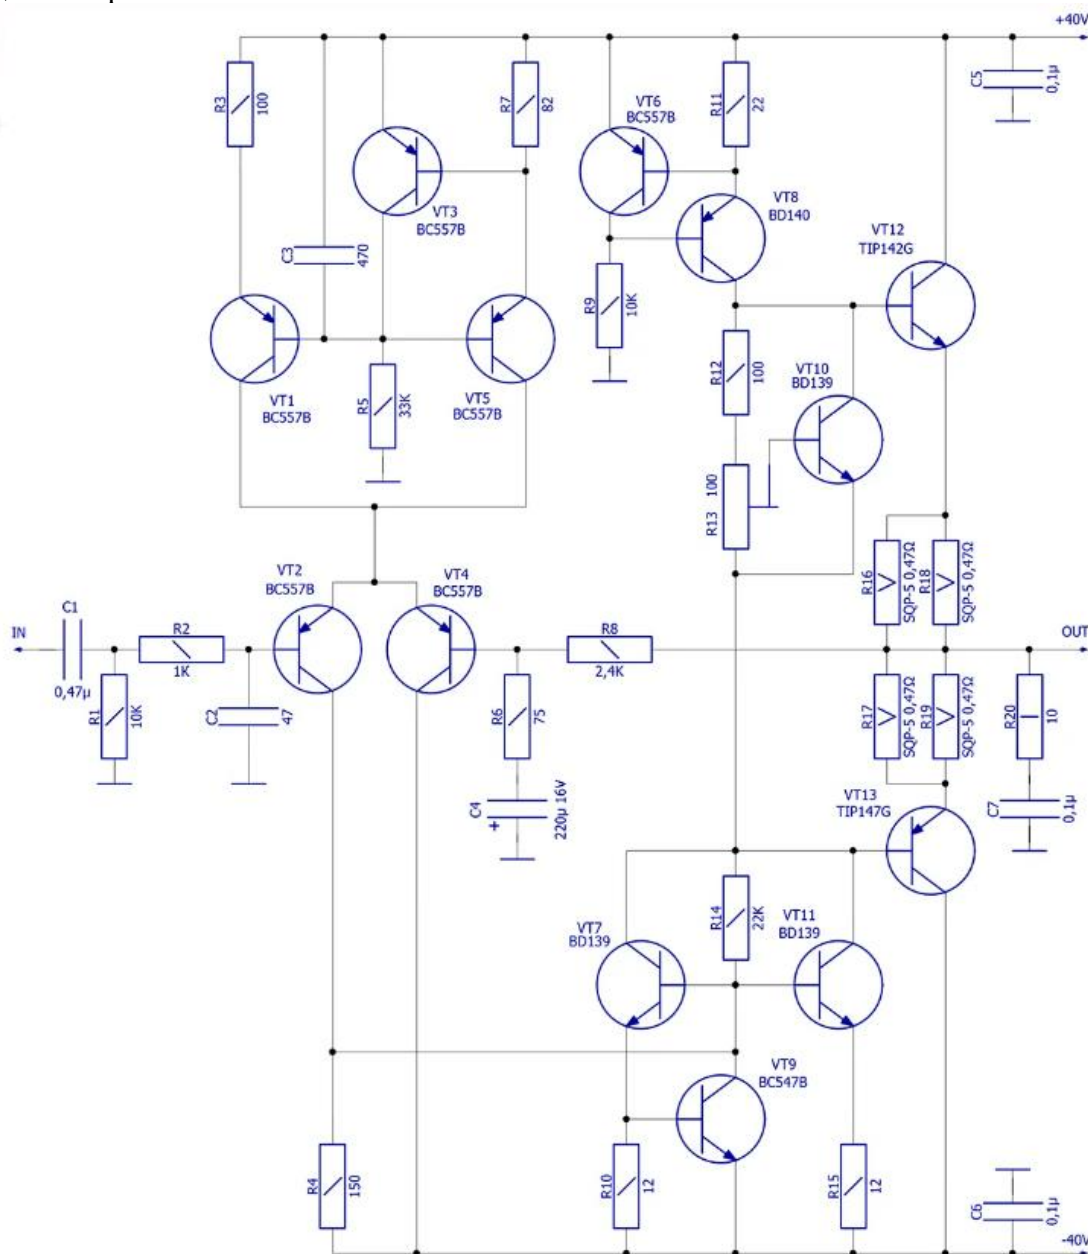 +40V
R3
100
R7
82
R11
22
C5
0,1µ
VT6
BC557B
VT3
BC557B
VT8
BD140
C3
470
VT12
TIP142G
R9
10K
VT1
BC557B
R5
33K
VT5
BC557B
R12
100
VT10
BD139
R13
100
R16
SQP-5 0,47Ω
R18
SQP-5 0,47Ω
VT2
BC557B
VT4
BC557B
IN
C1
0,47µ
R2
1K
R8
2,4K
OUT
R1
10K
C2
47
R6
75
C4
+
220µ 16V
R17
SQP-5 0,47Ω
R19
SQP-5 0,47Ω
R20
10
VT13
TIP147G
C7
0,1µ
VT7
BD139
R14
22K
VT11
BD139
VT9
BC547B
R4
150
R10
12
R15
12
C6
0,1µ
-40V